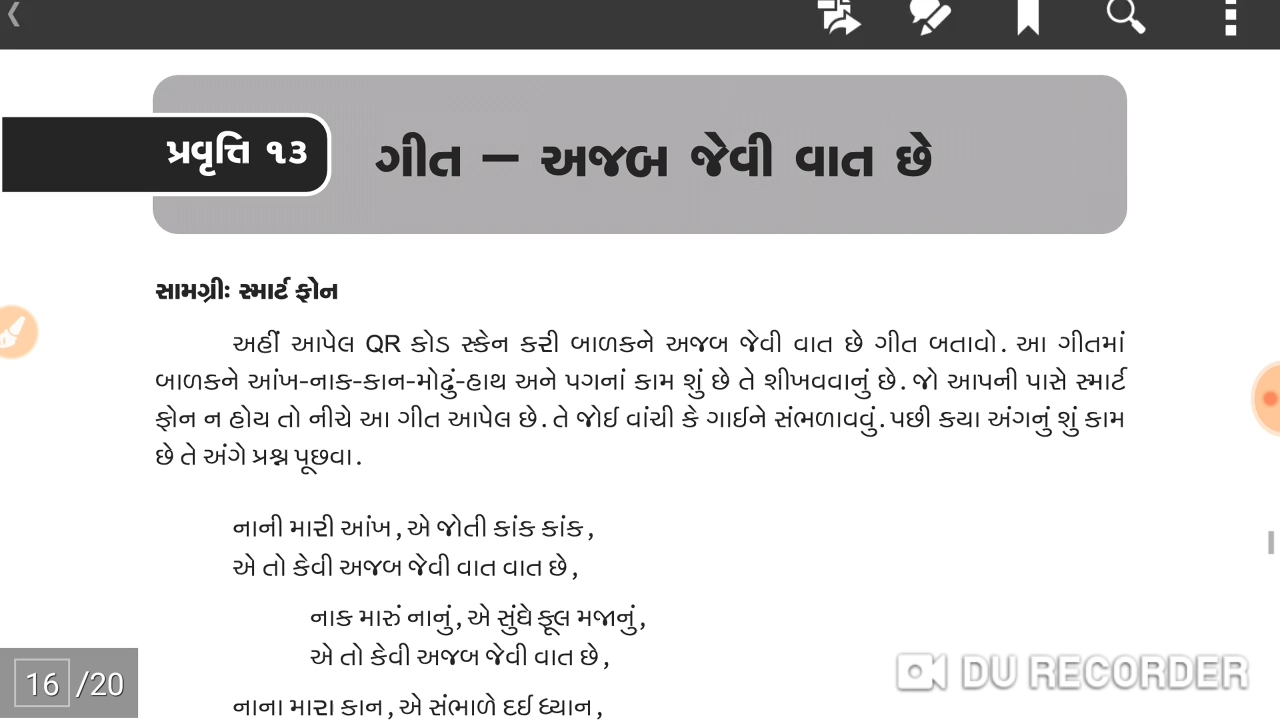 પ્રવૃત્તિ ૧૩
ગીત – અજબ જેવી વાત છે
સામગ્રીઃ સ્માર્ટ ફોન
અહીં આપેલ QR કોડ સ્કેન કરી બાળકને અજબ જેવી વાત છે ગીત બતાવો. આ ગીતમાં
બાળકને આંખ-નાક-કાન-મોઢું-હાથ અને પગનાં કામ શું છે તે શીખવવાનું છે. જો આપની પાસે સ્માર્ટ
ફોન ન હોય તો નીચે આ ગીત આપેલ છે. તે જોઈ વાંચી કે ગાઈને સંભળાવવું. પછી કયા અંગનું શું કામ
છે તે અંગે પ્રશ્ન પૂછવા.
નાની મારી આંખ, એ જોતી કાંક કાંક,
એ તો કેવી અજબ જેવી વાત વાત છે,
નાક મારું નાનું, એ સુંઘે ફૂલ મજાનું,
એ તો કેવી અજબ જેવી વાત છે,
નાના મારા કાન, એ સંભાળે દઈ ધ્યાન,
16 /20
DU RECORDER